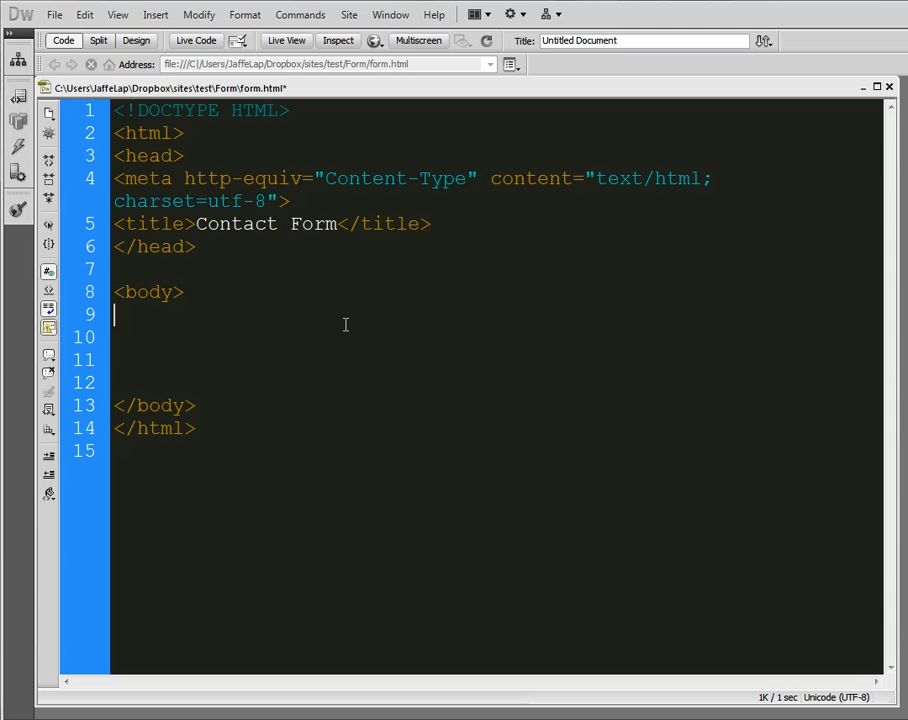 Dw File Edit View Insert Modify Format Commands Site Window Help
Code Split Design Live Code Live View Inspect Multiscreen Title: Untitled Document
Address: file:///C|/Users/JaffeLap/Dropbox/sites/test/Form/form.html
C:\Users\JaffeLap\Dropbox\sites\test\Form\form.html*
1 <!DOCTYPE HTML>
2 <html>
3 <head>
4 <meta http-equiv="Content-Type" content="text/html;
charset=utf-8">
5 <title>Contact Form</title>
6 </head>
7
8 <body>
9
10
11
12
13 </body>
14 </html>
15
1K / 1 sec Unicode (UTF-8)